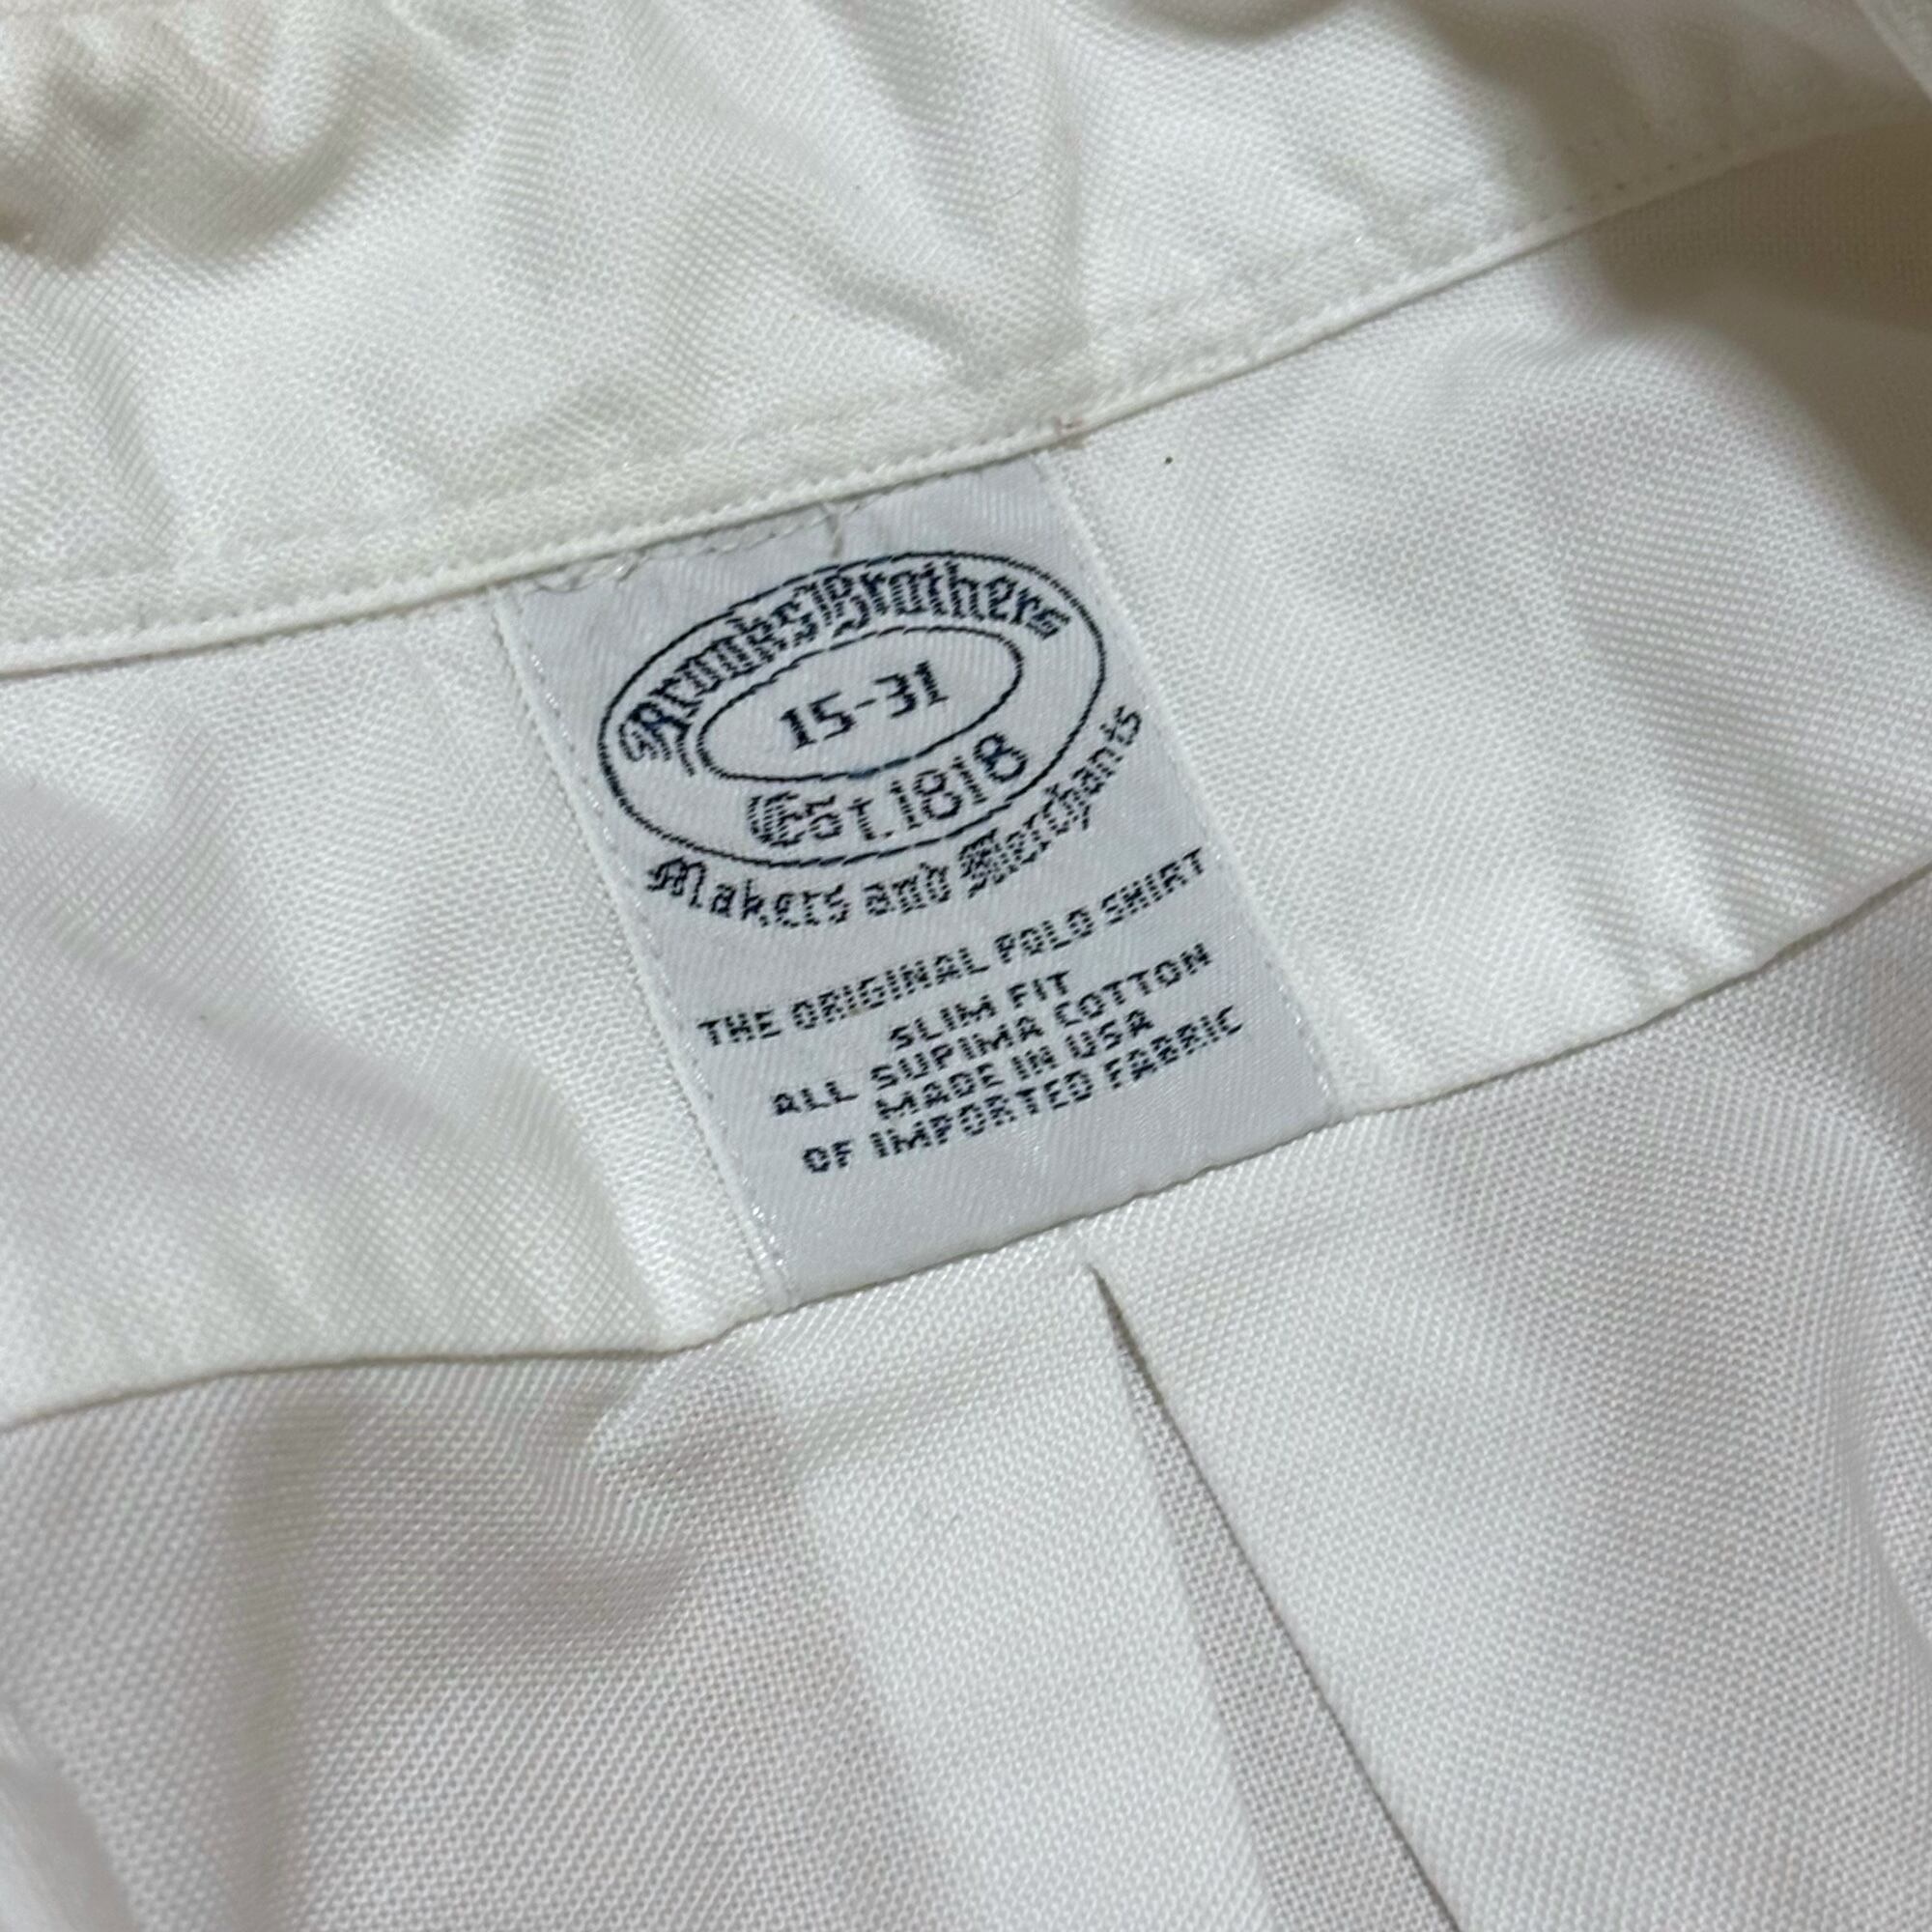 Brooks Brothers
15-31
Est. 1818
Makers and Merchants
THE ORIGINAL POLO SHIRT
SLIM FIT
ALL SUPIMA COTTON
MADE IN USA
OF IMPORTED FABRIC